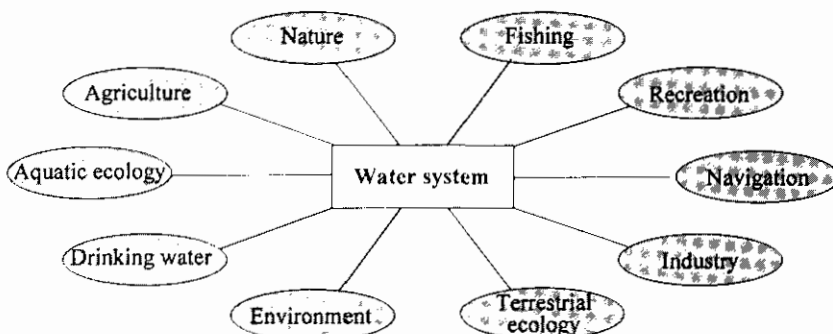 Nature
Fishing
Agriculture
Recreation
Aquatic ecology
Water system
Navigation
Drinking water
Industry
Environment
Terrestrial
ecology